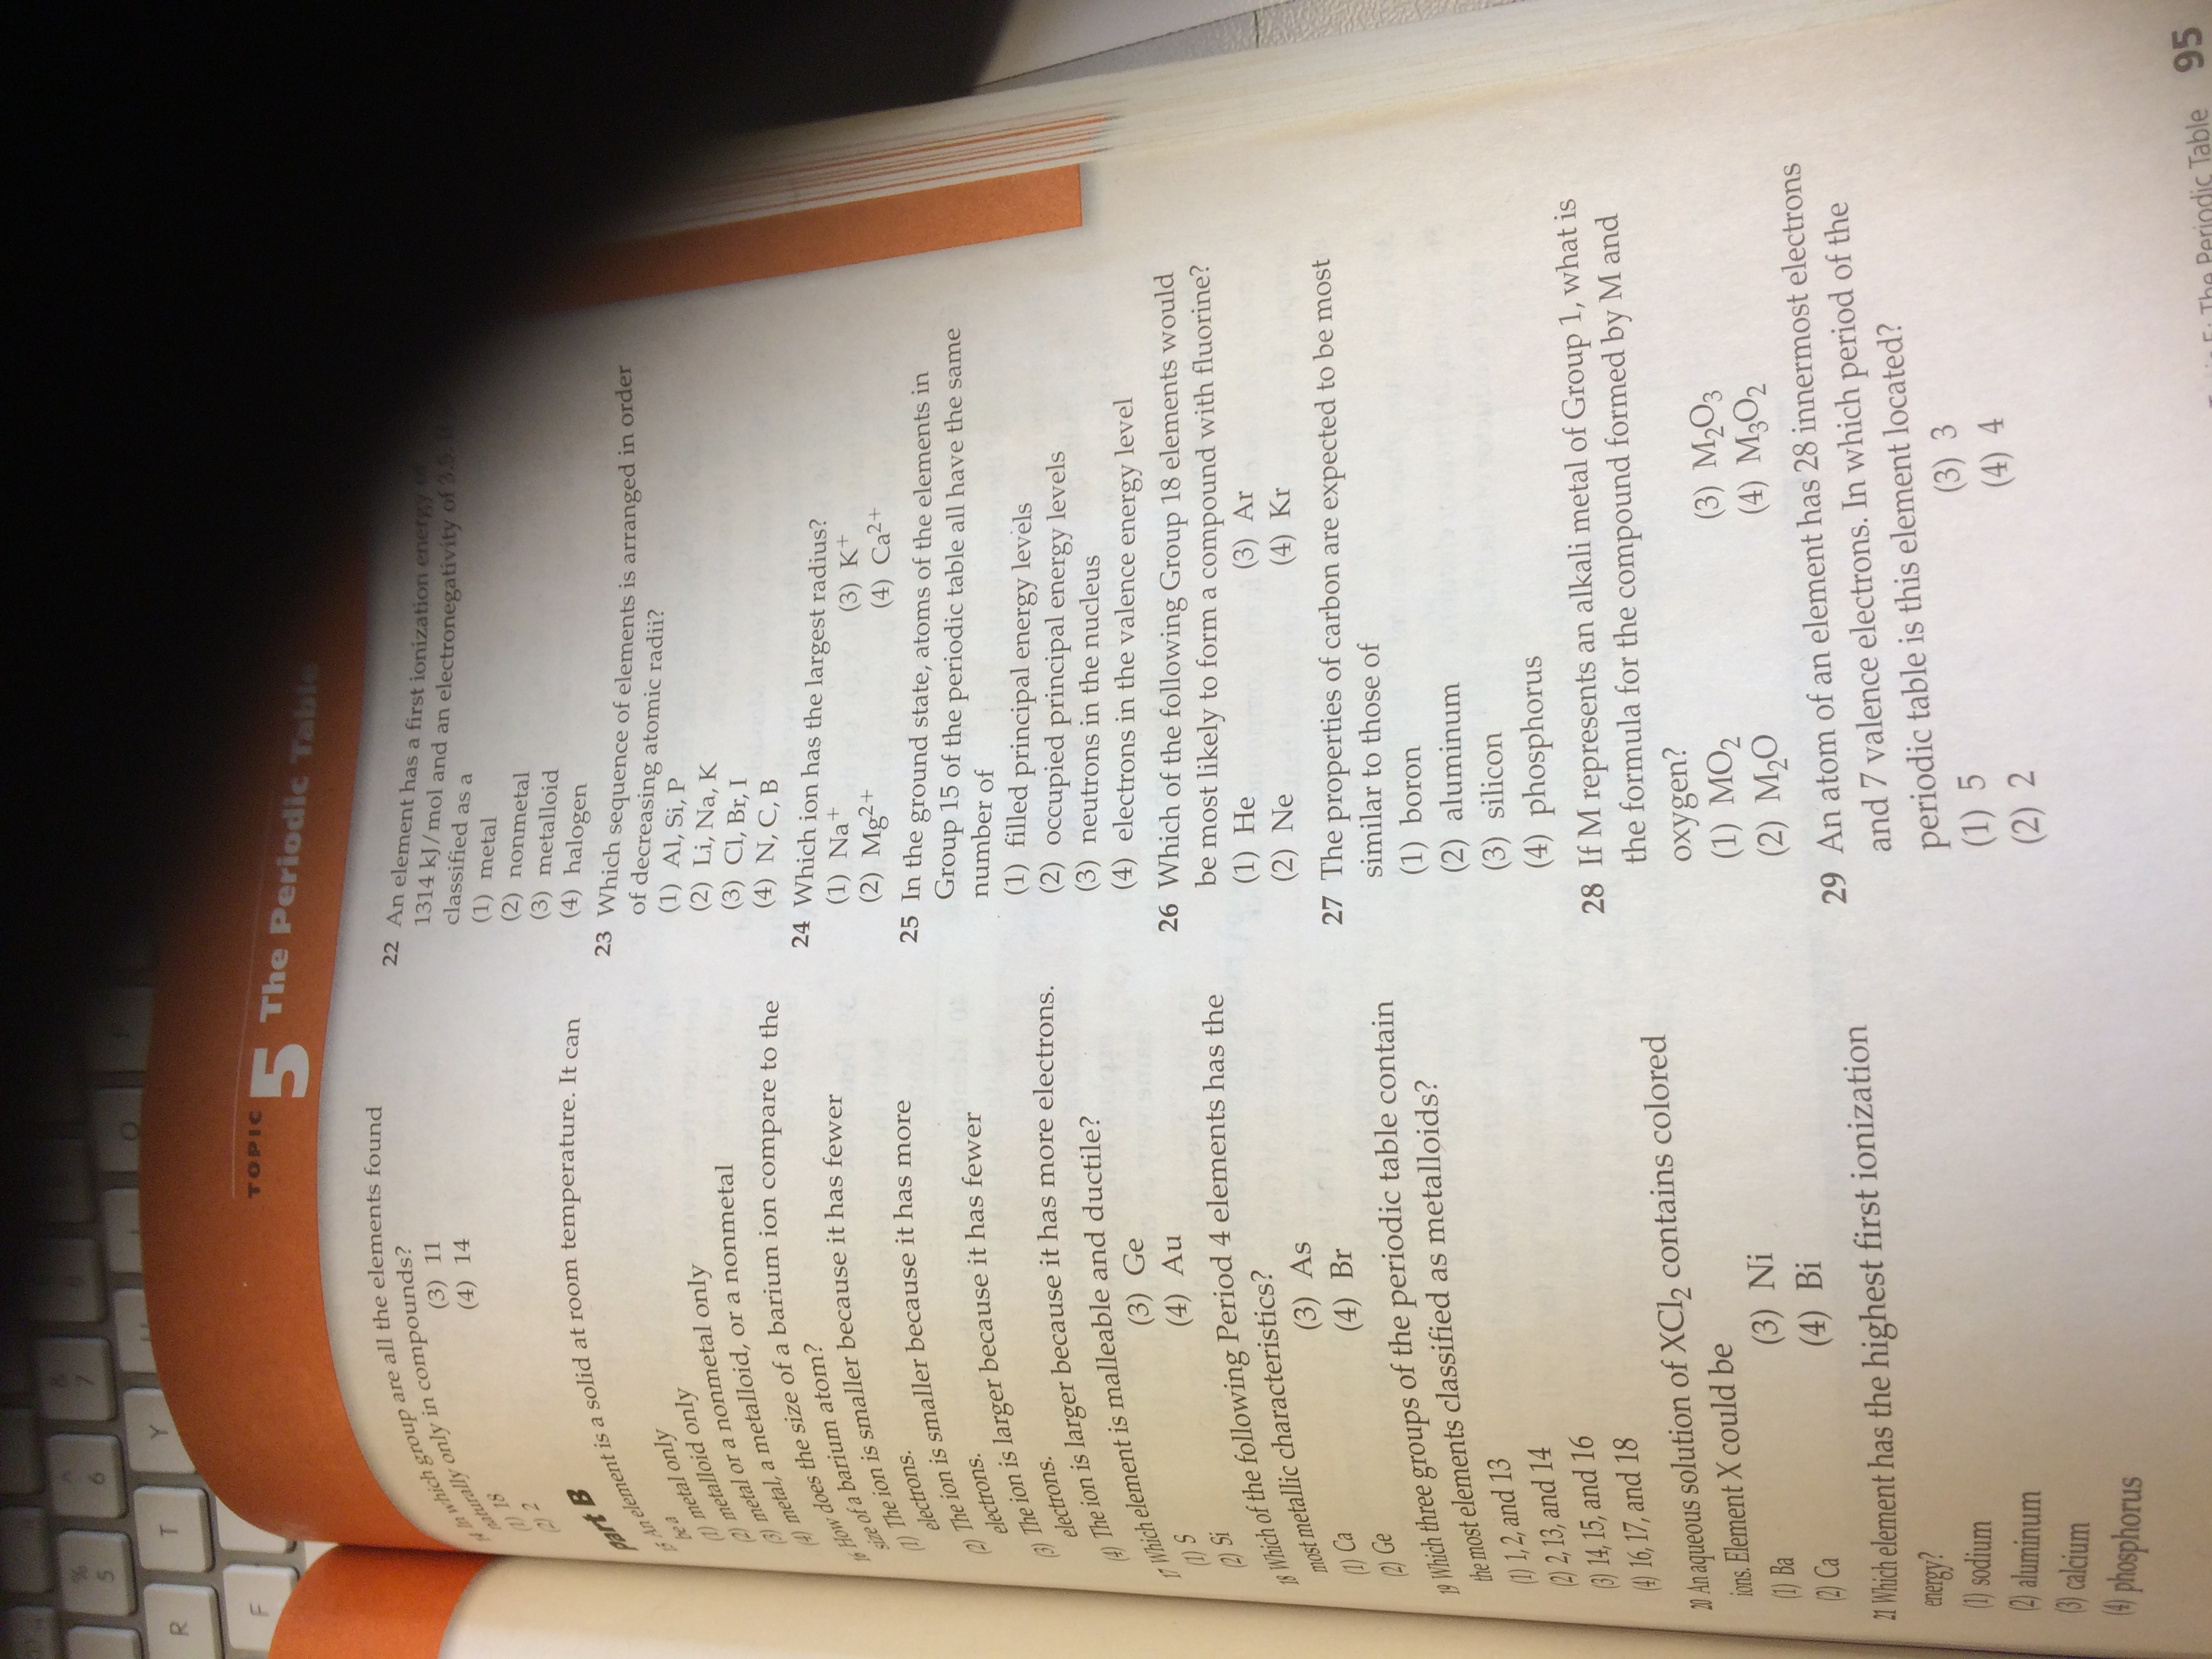 %
5
^
6
&
7
R
T
Y
U
I
O
P
F
TOPIC 5 The Periodic Table
14 In which group are all the elements found
naturally only in compounds?
(1) 18 (3) 11
(2) 2 (4) 14
Part B
15 An element is a solid at room temperature. It can
be a
(1) metal only
(2) metalloid only
(3) metal or a nonmetal only
(4) metal, a metalloid, or a nonmetal
16 How does the size of a barium ion compare to the
size of a barium atom?
(1) The ion is smaller because it has fewer
electrons.
(2) The ion is smaller because it has more
electrons.
(3) The ion is larger because it has fewer
electrons.
(4) The ion is larger because it has more electrons.
17 Which element is malleable and ductile?
(1) S (3) Ge
(2) Si (4) Au
18 Which of the following Period 4 elements has the
most metallic characteristics?
(1) Ca (3) As
(2) Ge (4) Br
19 Which three groups of the periodic table contain
the most elements classified as metalloids?
(1) 1, 2, and 13
(2) 2, 13, and 14
(3) 14, 15, and 16
(4) 16, 17, and 18
20 An aqueous solution of XCl₂ contains colored
ions. Element X could be
(1) Ba (3) Ni
(2) Ca (4) Bi
21 Which element has the highest first ionization
energy?
(1) sodium
(2) aluminum
(3) calcium
(4) phosphorus
22 An element has a first ionization energy of
1314 kJ/mol and an electronegativity of 3.5.
classified as a
(1) metal
(2) nonmetal
(3) metalloid
(4) halogen
23 Which sequence of elements is arranged in order
of decreasing atomic radii?
(1) Al, Si, P
(2) Li, Na, K
(3) Cl, Br, I
(4) N, C, B
24 Which ion has the largest radius?
(1) Na⁺ (3) K⁺
(2) Mg²⁺ (4) Ca²⁺
25 In the ground state, atoms of the elements in
Group 15 of the periodic table all have the same
number of
(1) filled principal energy levels
(2) occupied principal energy levels
(3) neutrons in the nucleus
(4) electrons in the valence energy level
26 Which of the following Group 18 elements would
be most likely to form a compound with fluorine?
(1) He (3) Ar
(2) Ne (4) Kr
27 The properties of carbon are expected to be most
similar to those of
(1) boron
(2) aluminum
(3) silicon
(4) phosphorus
28 If M represents an alkali metal of Group 1, what is
the formula for the compound formed by M and
oxygen?
(1) MO₂ (3) M₂O₃
(2) M₂O (4) M₃O₂
29 An atom of an element has 28 innermost electrons
and 7 valence electrons. In which period of the
periodic table is this element located?
(1) 5 (3) 3
(2) 2 (4) 4
Topic 5: The Periodic Table 95